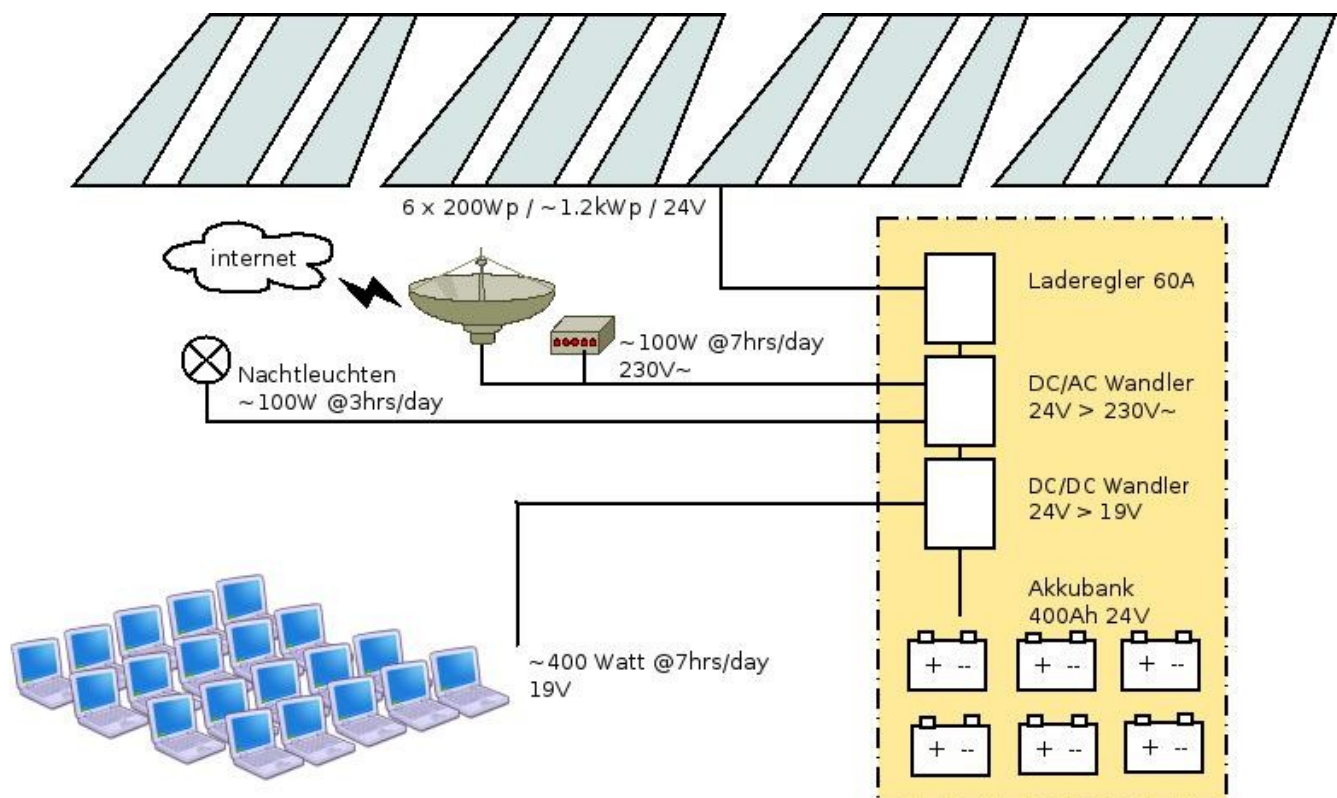 6 x 200Wp / ~1.2kWp / 24V
internet
Laderegler 60A
~100W @7hrs/day
230V~
Nachtleuchten
~100W @3hrs/day
DC/AC Wandler
24V > 230V~
DC/DC Wandler
24V > 19V
Akkubank
400Ah 24V
~400 Watt @7hrs/day
19V
+ -- + -- + --
+ -- + -- + --